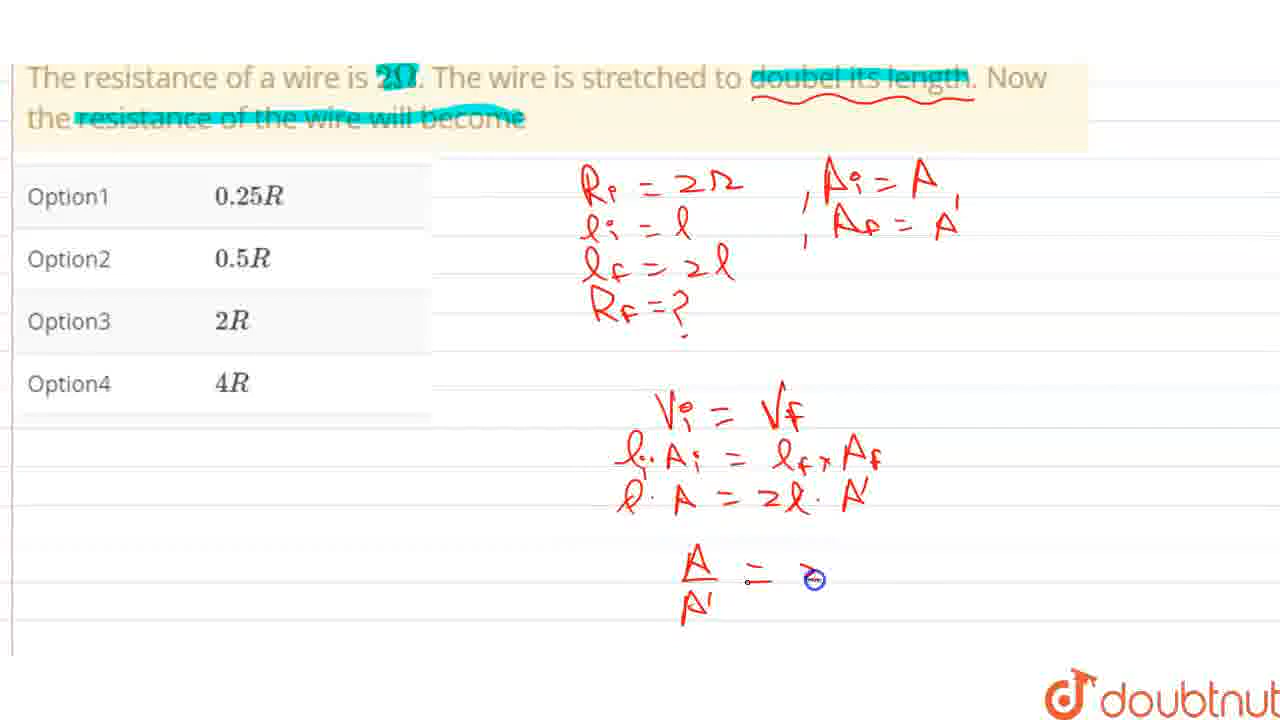 The resistance of a wire is 2Ω. The wire is stretched to doubel its length. Now
the resistance of the wire will become
Option1 0.25R
Option2 0.5R
Option3 2R
Option4 4R
Ri = 2Ω , Ai = A
li = l , Af = A'
lf = 2l
Rf = ?
Vi = Vf
li · Ai = lf × Af
l · A = 2l · A'
A/A' =
doubtnut